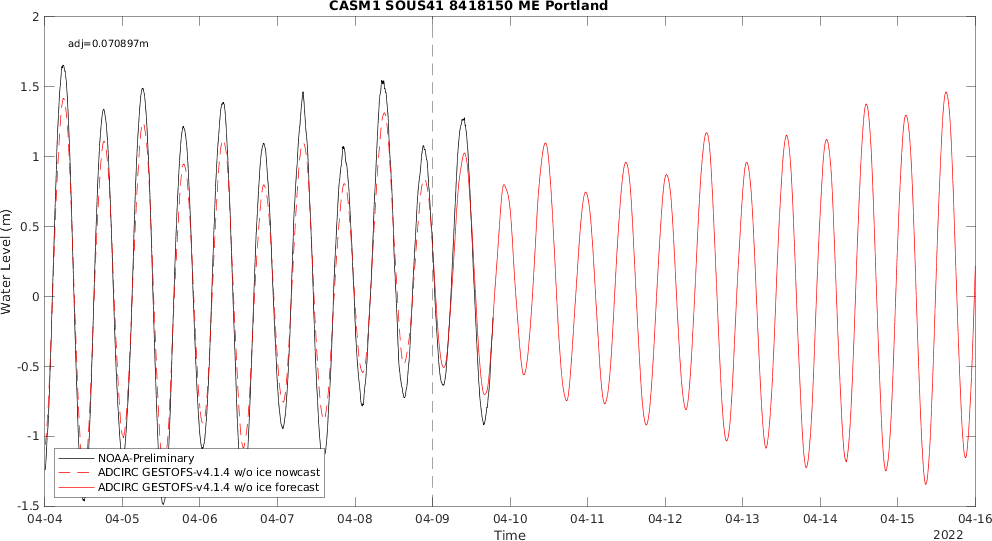 CASM1 SOUS41 8418150 ME Portland
adj=0.070897m
2
1.5
1
0.5
0
-0.5
-1
-1.5
Water Level (m)
NOAA-Preliminary
ADCIRC GESTOFS-v4.1.4 w/o ice nowcast
ADCIRC GESTOFS-v4.1.4 w/o ice forecast
04-04 04-05 04-06 04-07 04-08 04-09 04-10 04-11 04-12 04-13 04-14 04-15 04-16
Time
2022